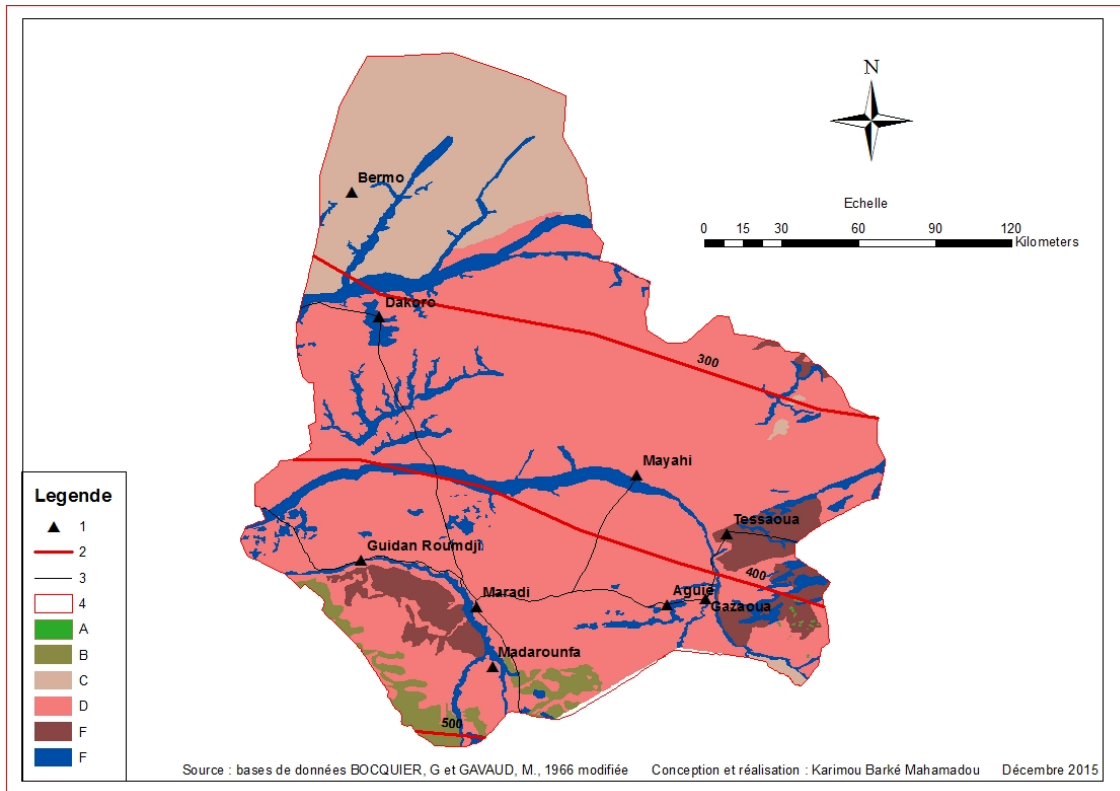 N
Bermo
Echelle
0 15 30 60 90 120
Kilometers
Dakoro
300
Mayahi
Legende
1
2
3
4
A
B
C
D
F
F
Tessaoua
Guidan Roumdji
400
Maradi
Aguié
Gazaoua
Madarounfa
500
Source : bases de données BOCQUIER, G et GAVAUD, M., 1966 modifiée Conception et réalisation : Karimou Barké Mahamadou Décembre 2015